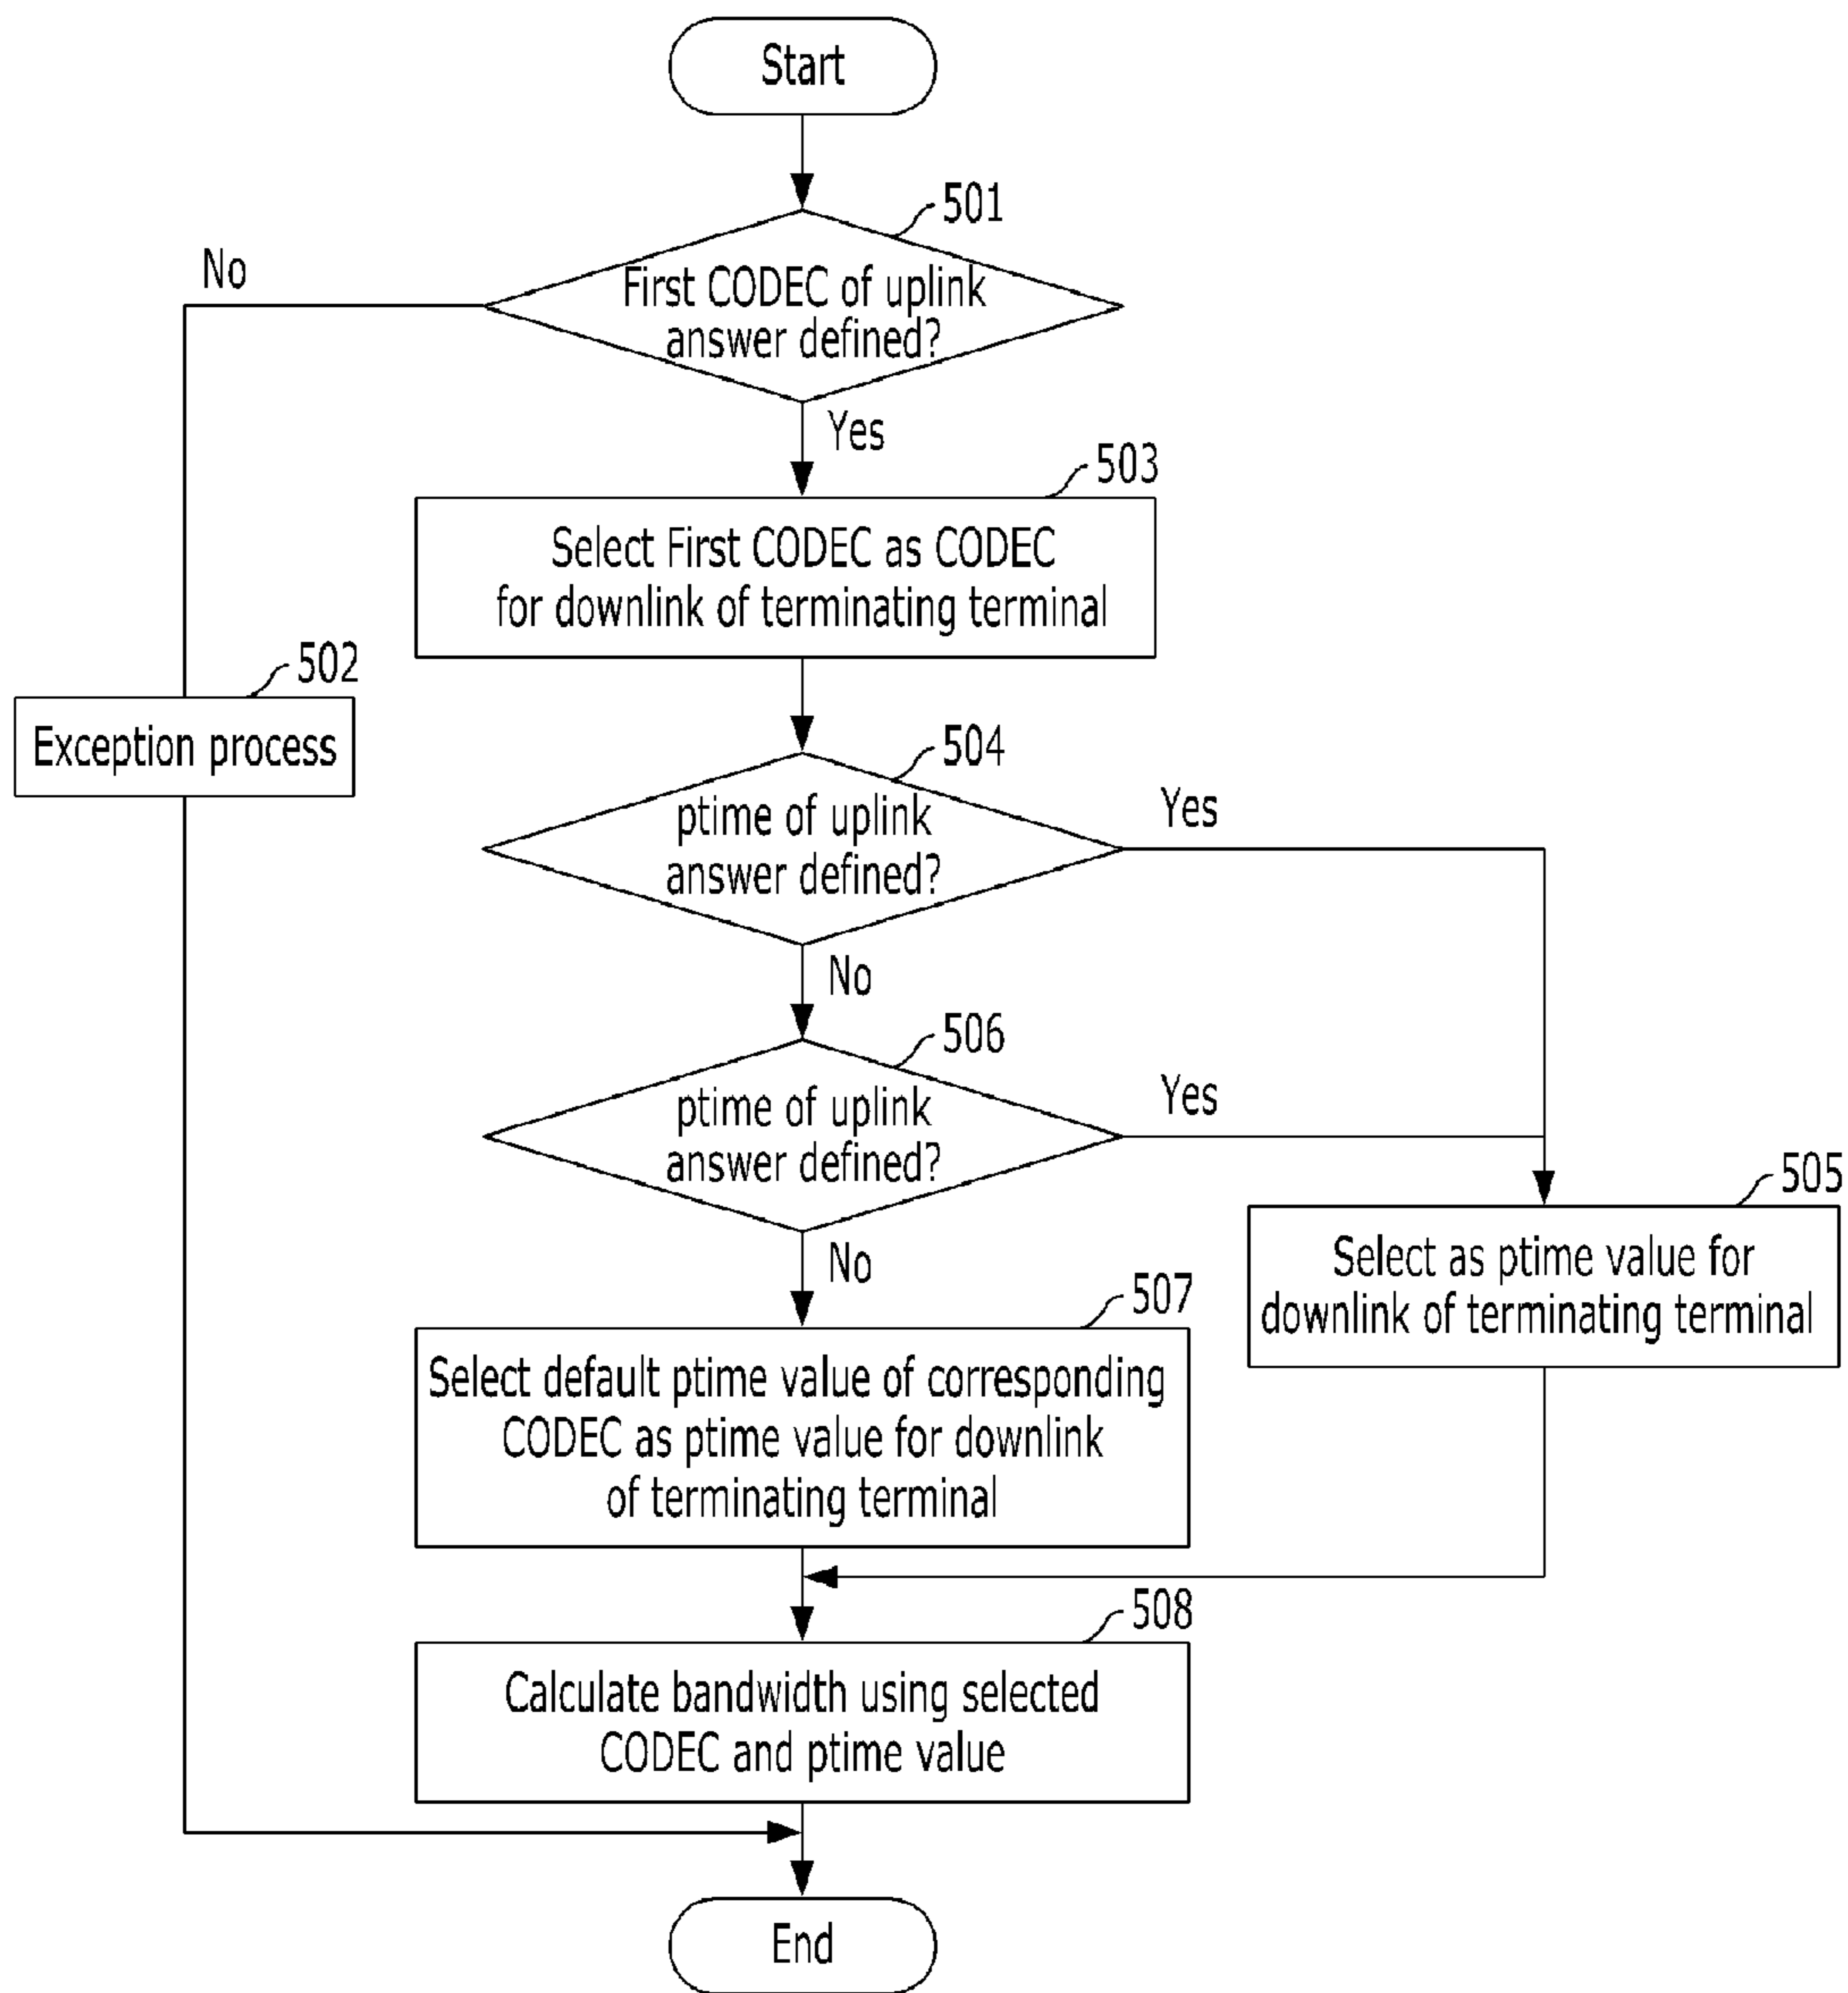 Start
501
No
First CODEC of uplink
answer defined?
Yes
503
Select First CODEC as CODEC
for downlink of terminating terminal
502
Exception process
504
ptime of uplink
answer defined?
Yes
No
506
ptime of uplink
answer defined?
Yes
No
505
Select as ptime value for
downlink of terminating terminal
507
Select default ptime value of corresponding
CODEC as ptime value for downlink
of terminating terminal
508
Calculate bandwidth using selected
CODEC and ptime value
End